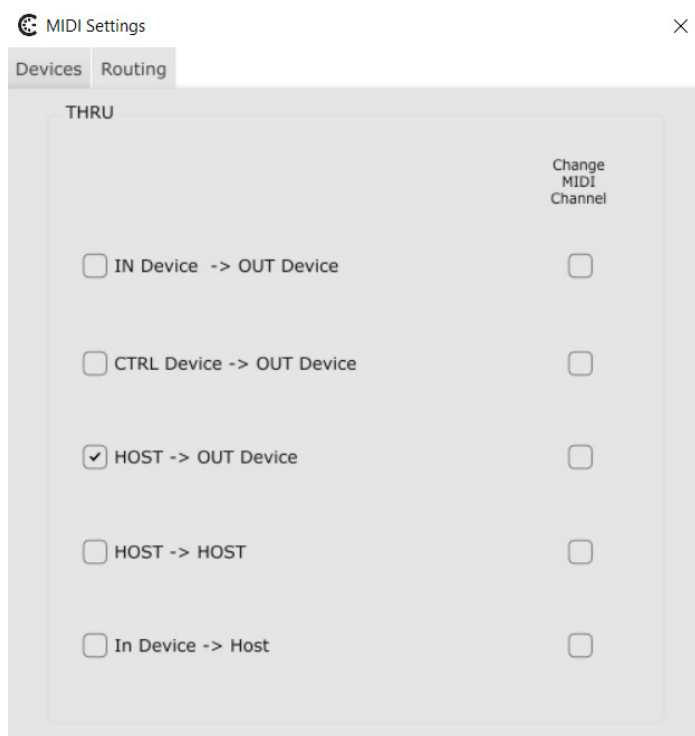 MIDI Settings
Devices Routing
THRU
Change
MIDI
Channel
IN Device -> OUT Device
CTRL Device -> OUT Device
HOST -> OUT Device
HOST -> HOST
In Device -> Host